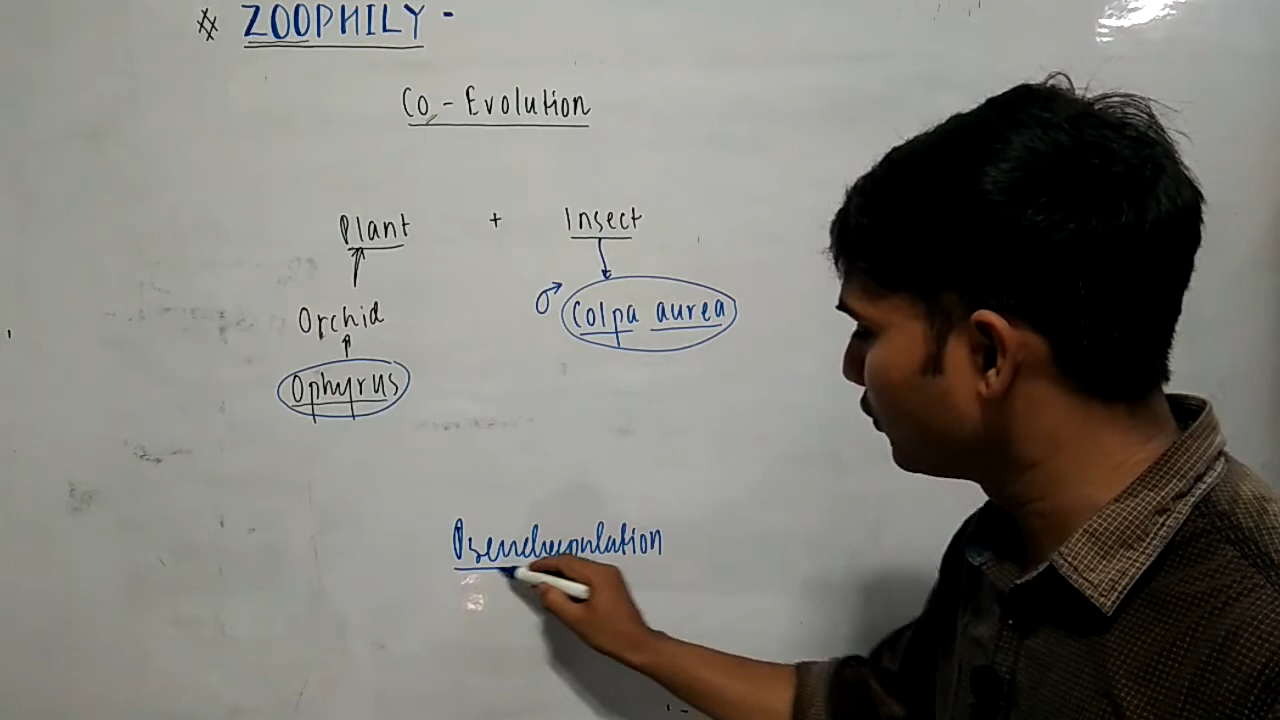 * ZOOPHILY -
Co - Evolution
Plant + Insect
Orchid
♂ Colpa aurea
Ophyrus
Pseudocopulation